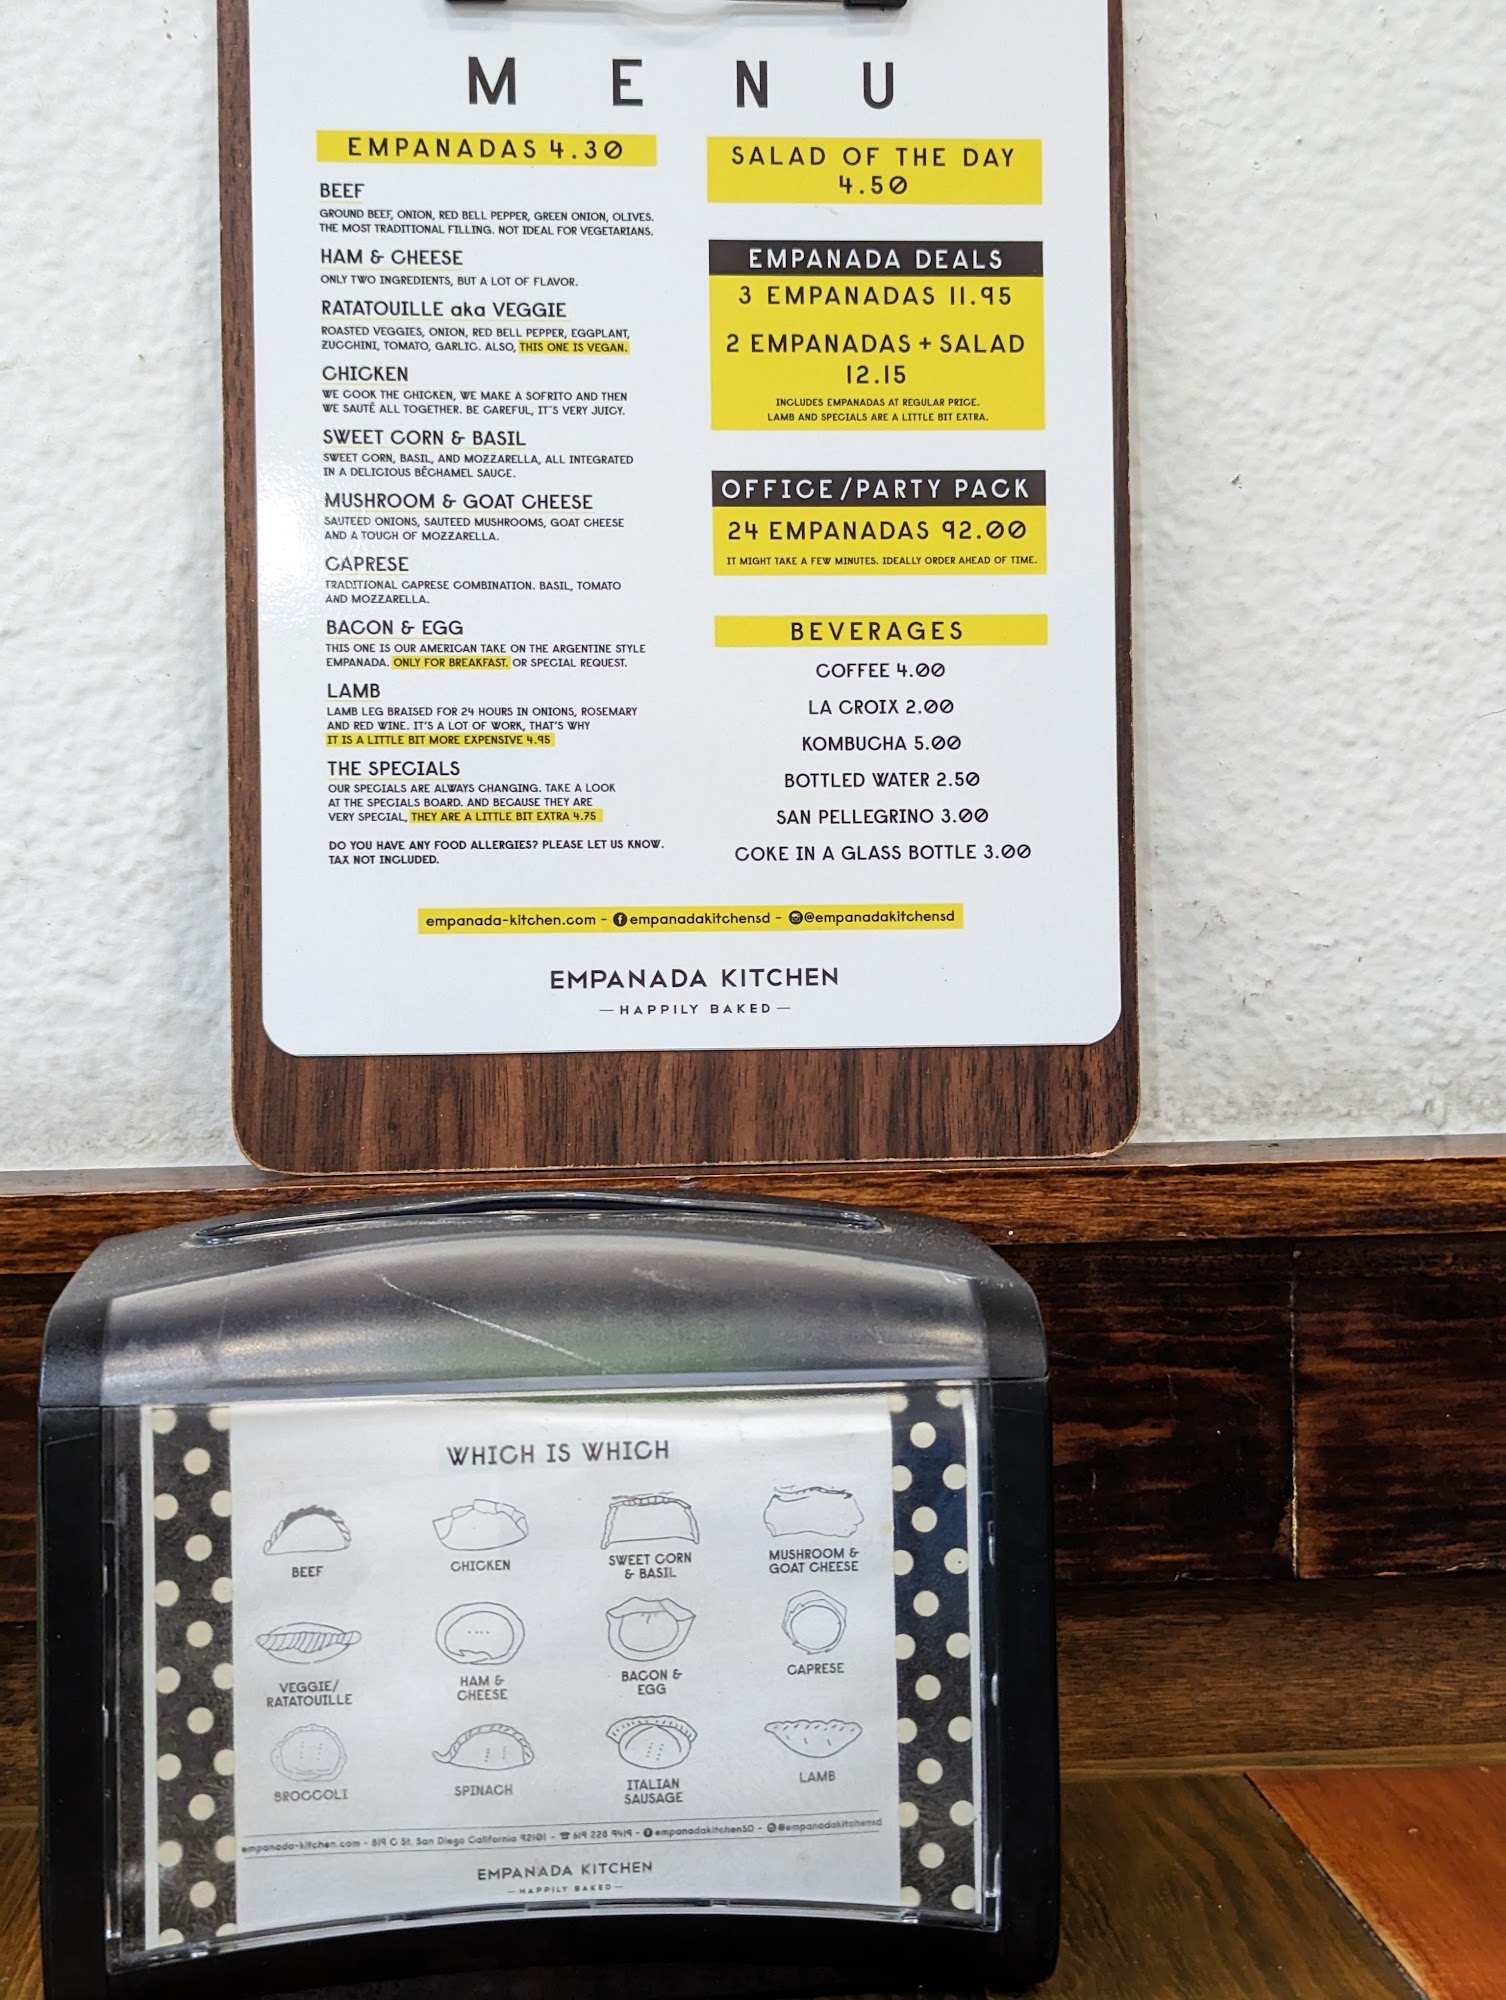 MENU
EMPANADAS 4.30
BEEF
GROUND BEEF, ONION, RED BELL PEPPER, GREEN ONION, OLIVES.
THE MOST TRADITIONAL FILLING. NOT IDEAL FOR VEGETARIANS.
HAM & CHEESE
ONLY TWO INGREDIENTS, BUT A LOT OF FLAVOR.
RATATOUILLE aka VEGGIE
ROASTED VEGGIES, ONION, RED BELL PEPPER, EGGPLANT,
ZUCCHINI, TOMATO, GARLIC. ALSO, THIS ONE IS VEGAN.
CHICKEN
WE COOK THE CHICKEN, WE MAKE A SOFRITO AND THEN
WE SAUTÉ ALL TOGETHER. BE CAREFUL, IT'S VERY JUICY.
SWEET CORN & BASIL
SWEET CORN, BASIL, AND MOZZARELLA, ALL INTEGRATED
IN A DELICIOUS BÉCHAMEL SAUCE.
MUSHROOM & GOAT CHEESE
SAUTEED ONIONS, SAUTEED MUSHROOMS, GOAT CHEESE
AND A TOUCH OF MOZZARELLA.
CAPRESE
TRADITIONAL CAPRESE COMBINATION. BASIL, TOMATO
AND MOZZARELLA.
BACON & EGG
THIS ONE IS OUR AMERICAN TAKE ON THE ARGENTINE STYLE
EMPANADA. ONLY FOR BREAKFAST. OR SPECIAL REQUEST.
LAMB
LAMB LEG BRAISED FOR 24 HOURS IN ONIONS, ROSEMARY
AND RED WINE. IT'S A LOT OF WORK, THAT'S WHY
IT IS A LITTLE BIT MORE EXPENSIVE 4.95
THE SPECIALS
OUR SPECIALS ARE ALWAYS CHANGING. TAKE A LOOK
AT THE SPECIALS BOARD. AND BECAUSE THEY ARE
VERY SPECIAL, THEY ARE A LITTLE BIT EXTRA 4.75
DO YOU HAVE ANY FOOD ALLERGIES? PLEASE LET US KNOW.
TAX NOT INCLUDED.
SALAD OF THE DAY
4.50
EMPANADA DEALS
3 EMPANADAS 11.95
2 EMPANADAS + SALAD
12.15
INCLUDES EMPANADAS AT REGULAR PRICE.
LAMB AND SPECIALS ARE A LITTLE BIT EXTRA.
OFFICE/PARTY PACK
24 EMPANADAS 92.00
IT MIGHT TAKE A FEW MINUTES. IDEALLY ORDER AHEAD OF TIME.
BEVERAGES
COFFEE 4.00
LA CROIX 2.00
KOMBUCHA 5.00
BOTTLED WATER 2.50
SAN PELLEGRINO 3.00
COKE IN A GLASS BOTTLE 3.00
empanada-kitchen.com - empanadakitchensd - @empanadakitchensd
EMPANADA KITCHEN
— HAPPILY BAKED —
WHICH IS WHICH
BEEF
CHICKEN
SWEET CORN
& BASIL
MUSHROOM &
GOAT CHEESE
VEGGIE/
RATATOUILLE
HAM &
CHEESE
BACON &
EGG
CAPRESE
BROCCOLI
SPINACH
ITALIAN
SAUSAGE
LAMB
empanada-kitchen.com - 819 C St. San Diego California 92101 - 619 228 9419 - empanadakitchenSD - @empanadakitchensd
EMPANADA KITCHEN
— HAPPILY BAKED —